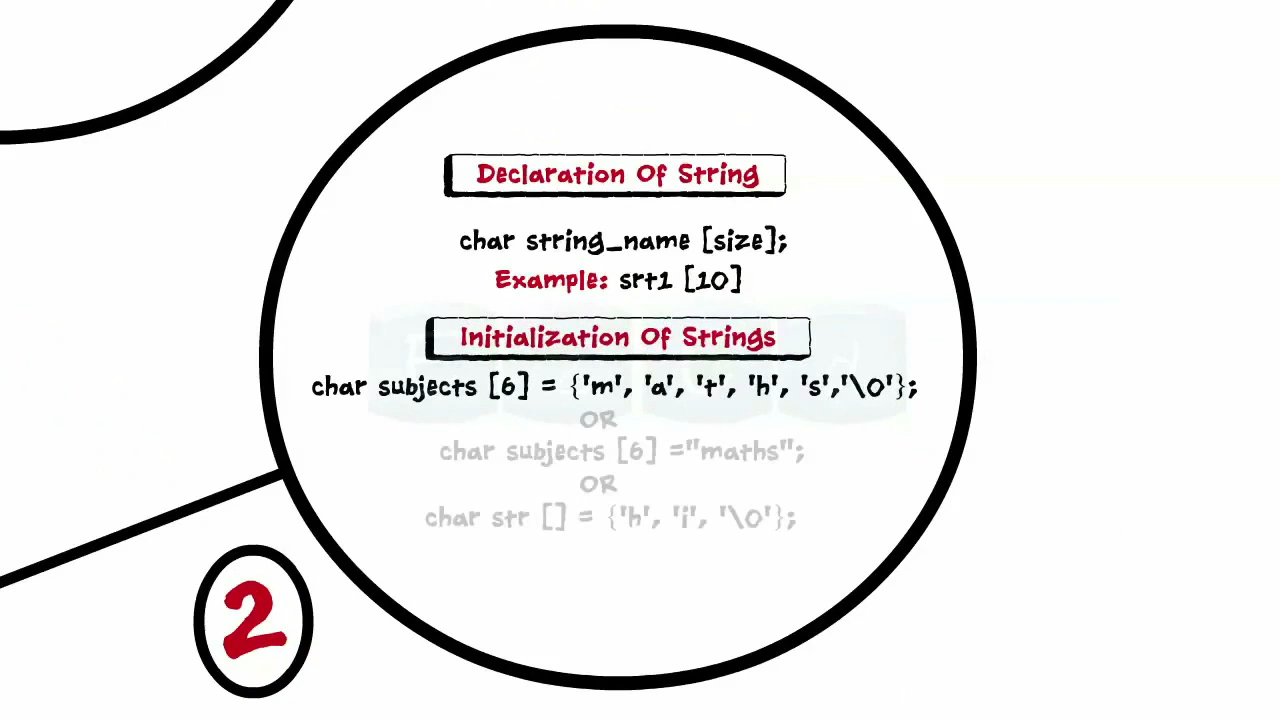 Declaration Of String
char string_name [size];
Example: srt1 [10]
Initialization Of Strings
char subjects [6] = {'m', 'a', 't', 'h', 's','\0'};
OR
char subjects [6] ="maths";
OR
char str [] = {'h', 'i', '\0'};
2